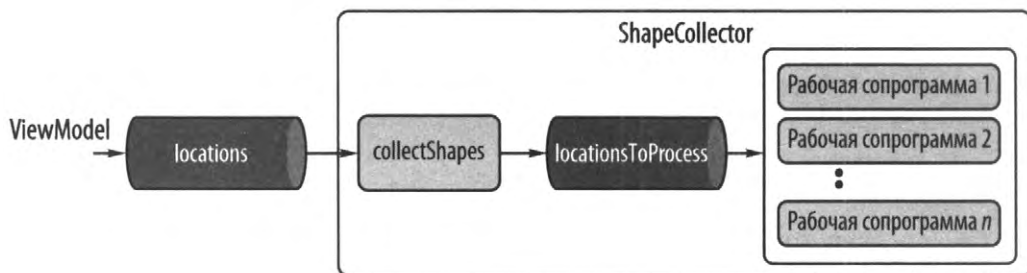 ShapeCollector
ViewModel
locations
collectShapes
locationsToProcess
Рабочая сопрограмма 1
Рабочая сопрограмма 2
Рабочая сопрограмма n